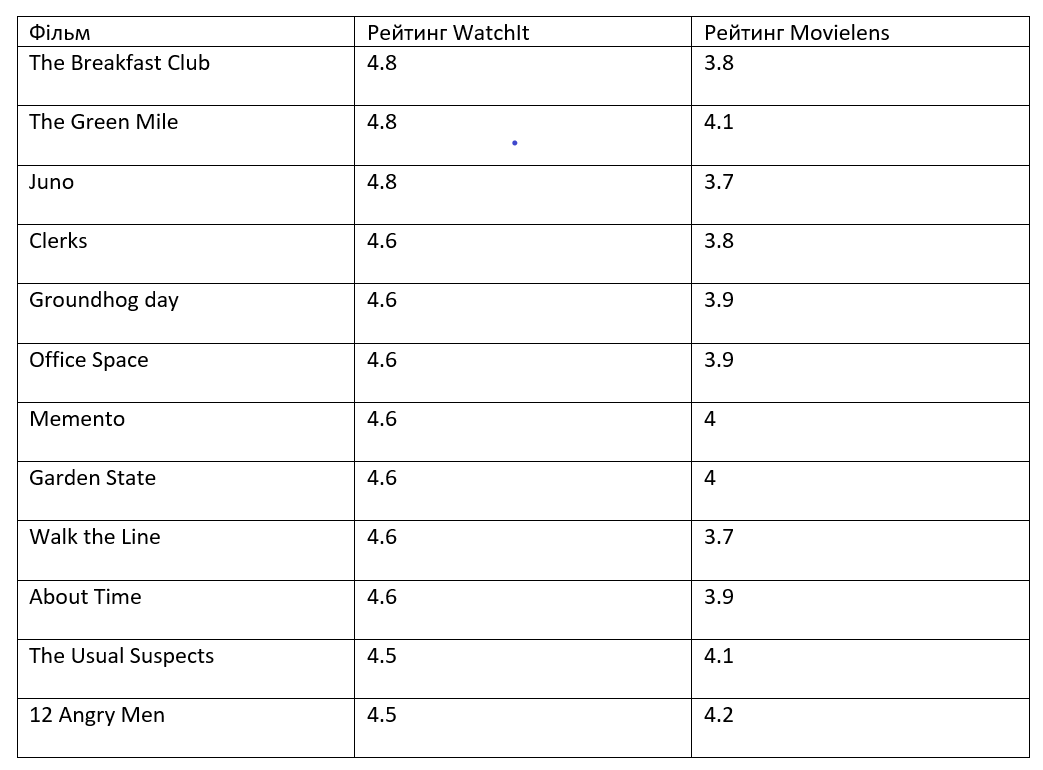 Фільм Рейтинг WatchIt Рейтинг Movielens
The Breakfast Club 4.8 3.8
The Green Mile 4.8 4.1
Juno 4.8 3.7
Clerks 4.6 3.8
Groundhog day 4.6 3.9
Office Space 4.6 3.9
Memento 4.6 4
Garden State 4.6 4
Walk the Line 4.6 3.7
About Time 4.6 3.9
The Usual Suspects 4.5 4.1
12 Angry Men 4.5 4.2